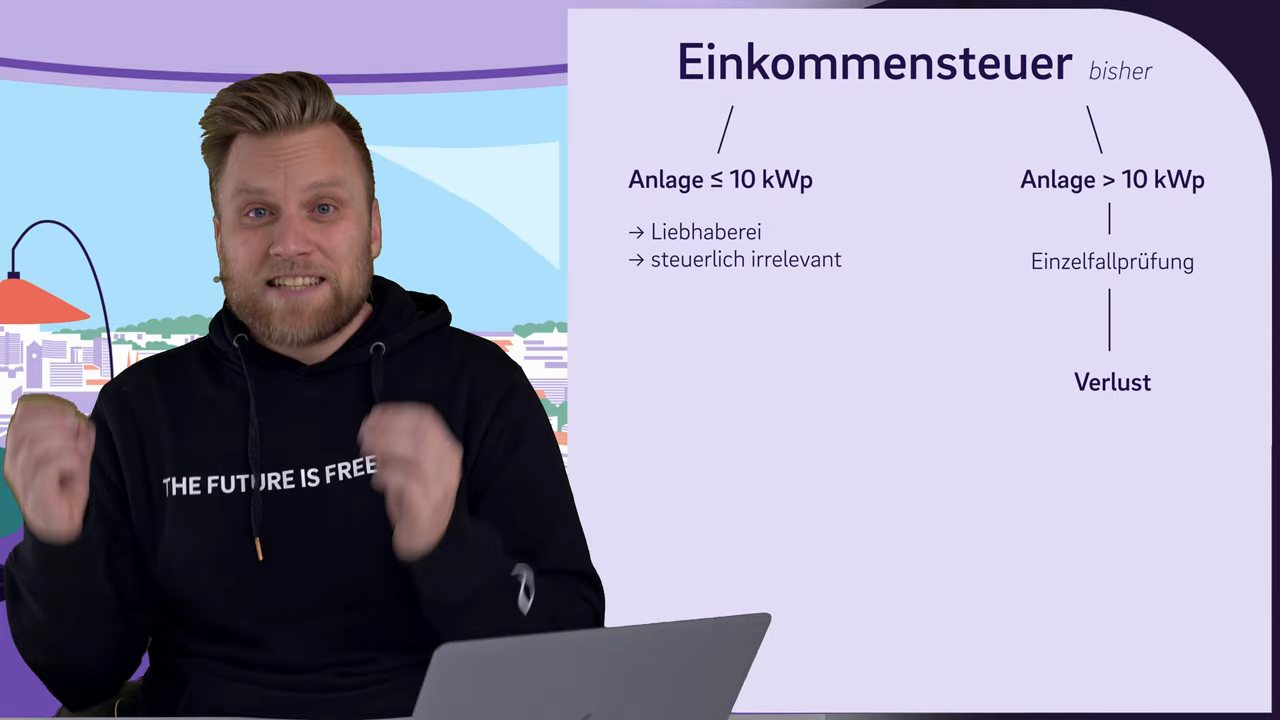 Einkommensteuer bisher
Anlage ≤ 10 kWp
→ Liebhaberei
→ steuerlich irrelevant
Anlage > 10 kWp
Einzelfallprüfung
Verlust
THE FUTURE IS FREE